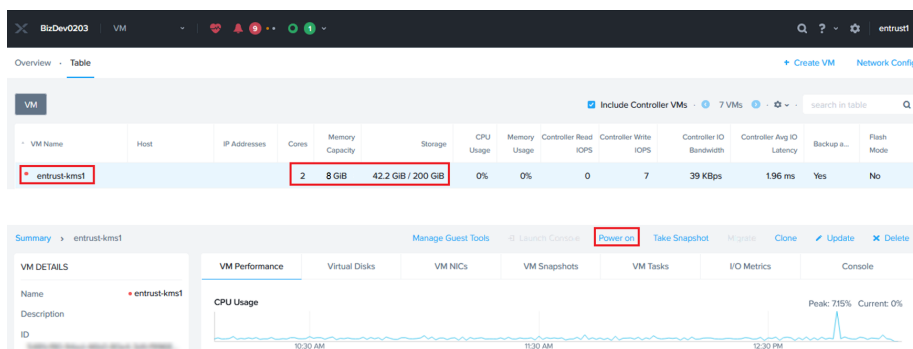 BizDev0203 VM 9 1 ? entrust1
Overview · Table + Create VM Network Config
VM Include Controller VMs · 7 VMs · search in table
VM Name Host IP Addresses Cores Memory Capacity Storage CPU Usage Memory Usage Controller Read IOPS Controller Write IOPS Controller IO Bandwidth Controller Avg IO Latency Backup a... Flash Mode
entrust-kms1 2 8 GiB 42.2 GiB / 200 GiB 0% 0% 0 7 39 KBps 1.96 ms Yes No
Summary > entrust-kms1 Manage Guest Tools Launch Console Power on Take Snapshot Migrate Clone Update × Delete
VM DETAILS VM Performance Virtual Disks VM NICs VM Snapshots VM Tasks I/O Metrics Console
Name entrust-kms1 CPU Usage Peak: 7.15% Current: 0%
Description
ID
10:30 AM 11:30 AM 12:30 PM